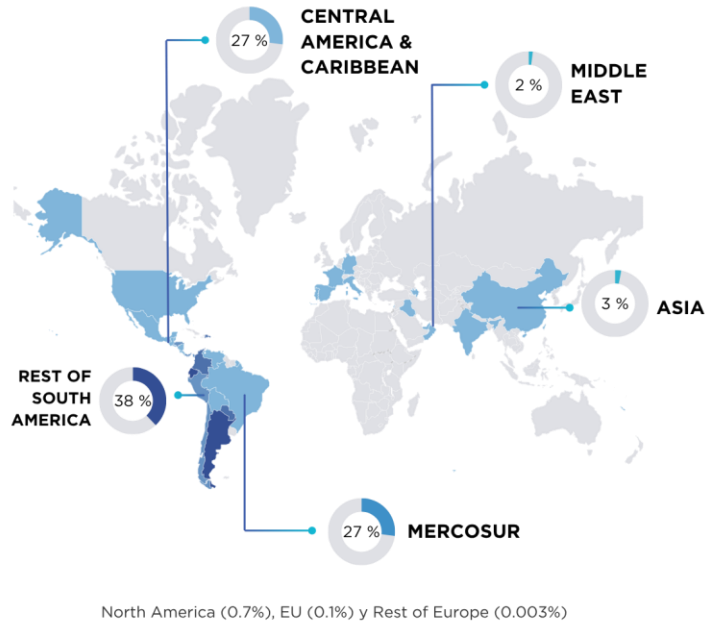 27 %
CENTRAL
AMERICA &
CARIBBEAN
2 %
MIDDLE
EAST
3 %
ASIA
REST OF
SOUTH
AMERICA
38 %
27 %
MERCOSUR
North America (0.7%), EU (0.1%) y Rest of Europe (0.003%)